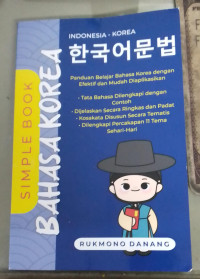 INDONESIA - KOREA
한국어문법
Panduan Belajar Bahasa Korea dengan
Efektif dan Mudah Diaplikasikan
- Tata Bahasa Dilengkapi dengan
Contoh
- Dijelaskan Secara Ringkas dan Padat
- Kosakata Disusun Secara Tematis
- Dilengkapi Percakapan 11 Tema
Sehari-Hari
SIMPLE BOOK
BAHASA KOREA
RUKMONO DANANG